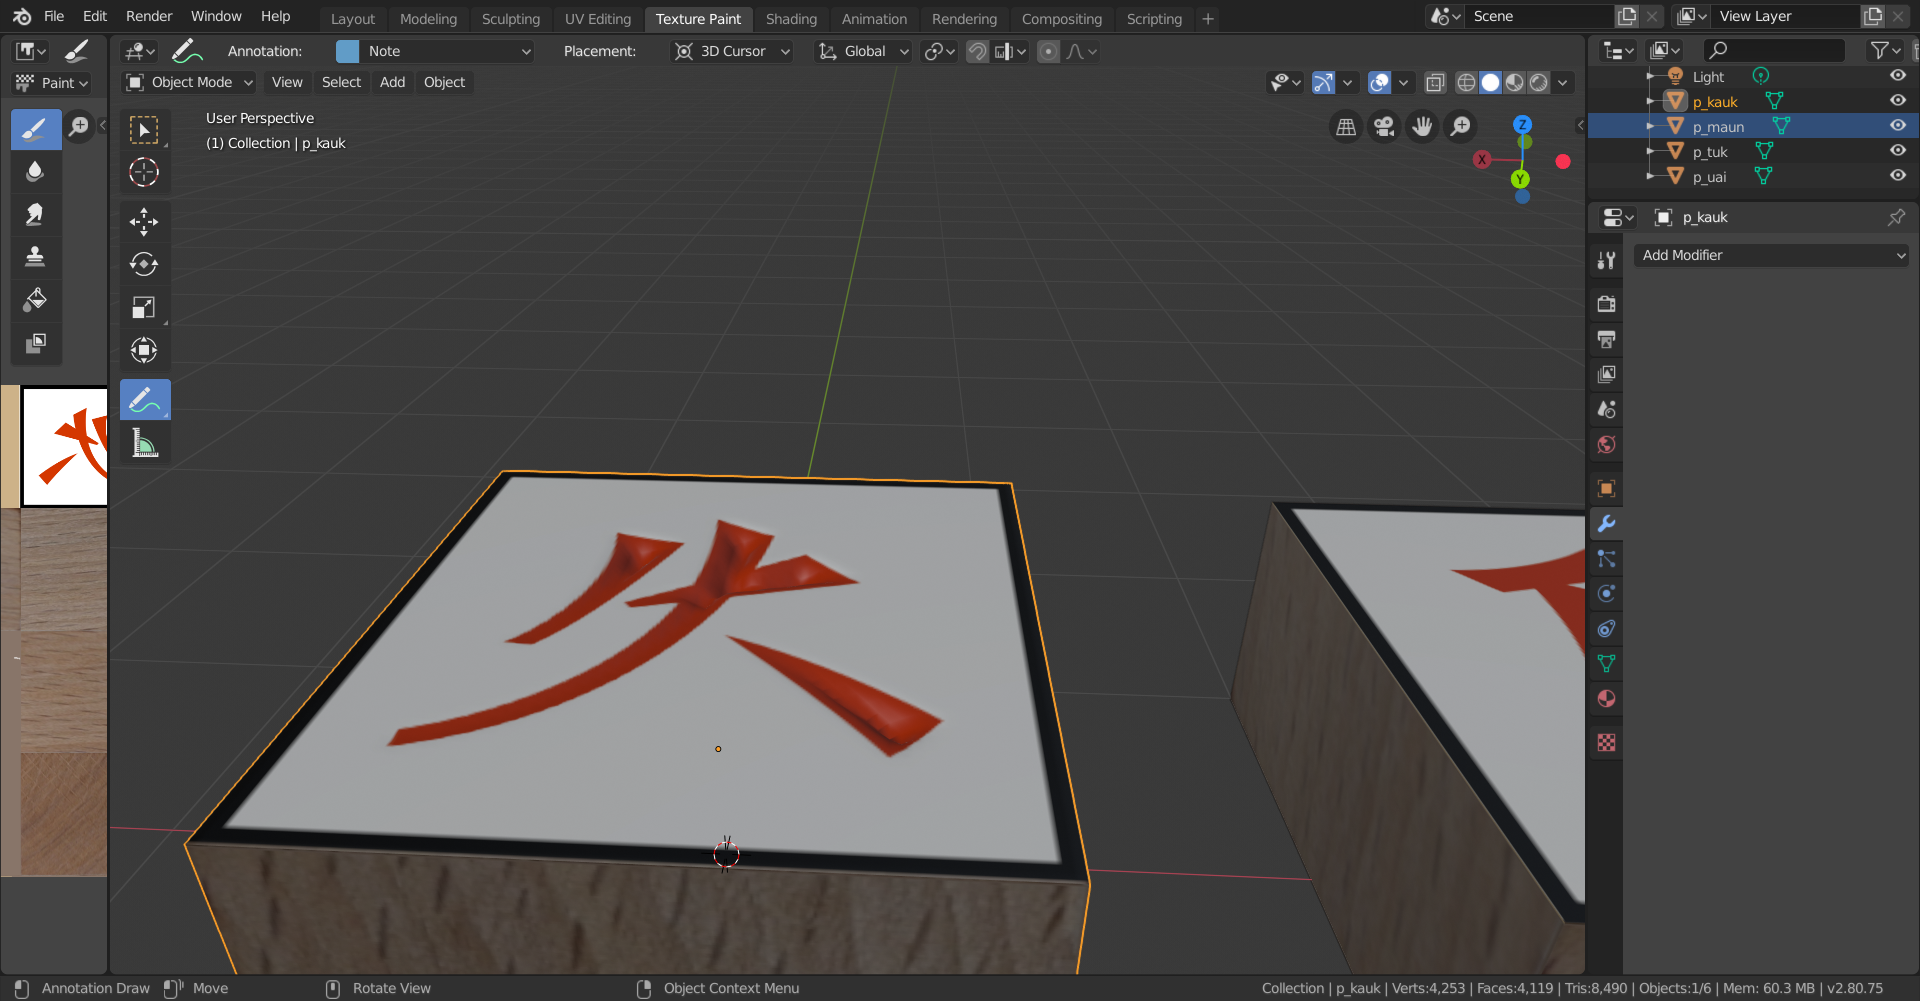 File Edit Render Window Help Layout Modeling Sculpting UV Editing Texture Paint Shading Animation Rendering Compositing Scripting + Scene View Layer
Annotation: Note Placement: 3D Cursor Global
Paint Object Mode View Select Add Object
User Perspective
(1) Collection | p_kauk
Z
X
Y
Light
p_kauk
p_maun
p_tuk
p_uai
p_kauk
Add Modifier
Annotation Draw Move Rotate View Object Context Menu Collection | p_kauk | Verts:4,253 | Faces:4,119 | Tris:8,490 | Objects:1/6 | Mem: 60.3 MB | v2.80.75